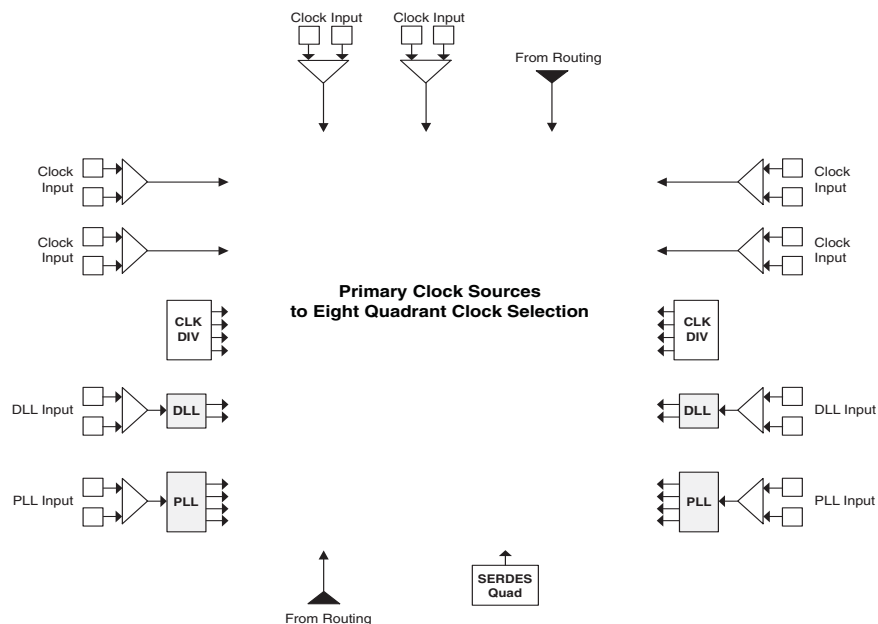 Clock Input
Clock Input
From Routing
Clock
Input
Clock
Input
Clock
Input
Clock
Input
Primary Clock Sources
to Eight Quadrant Clock Selection
CLK
DIV
CLK
DIV
DLL Input
DLL
DLL
DLL Input
PLL Input
PLL
PLL
PLL Input
SERDES
Quad
From Routing